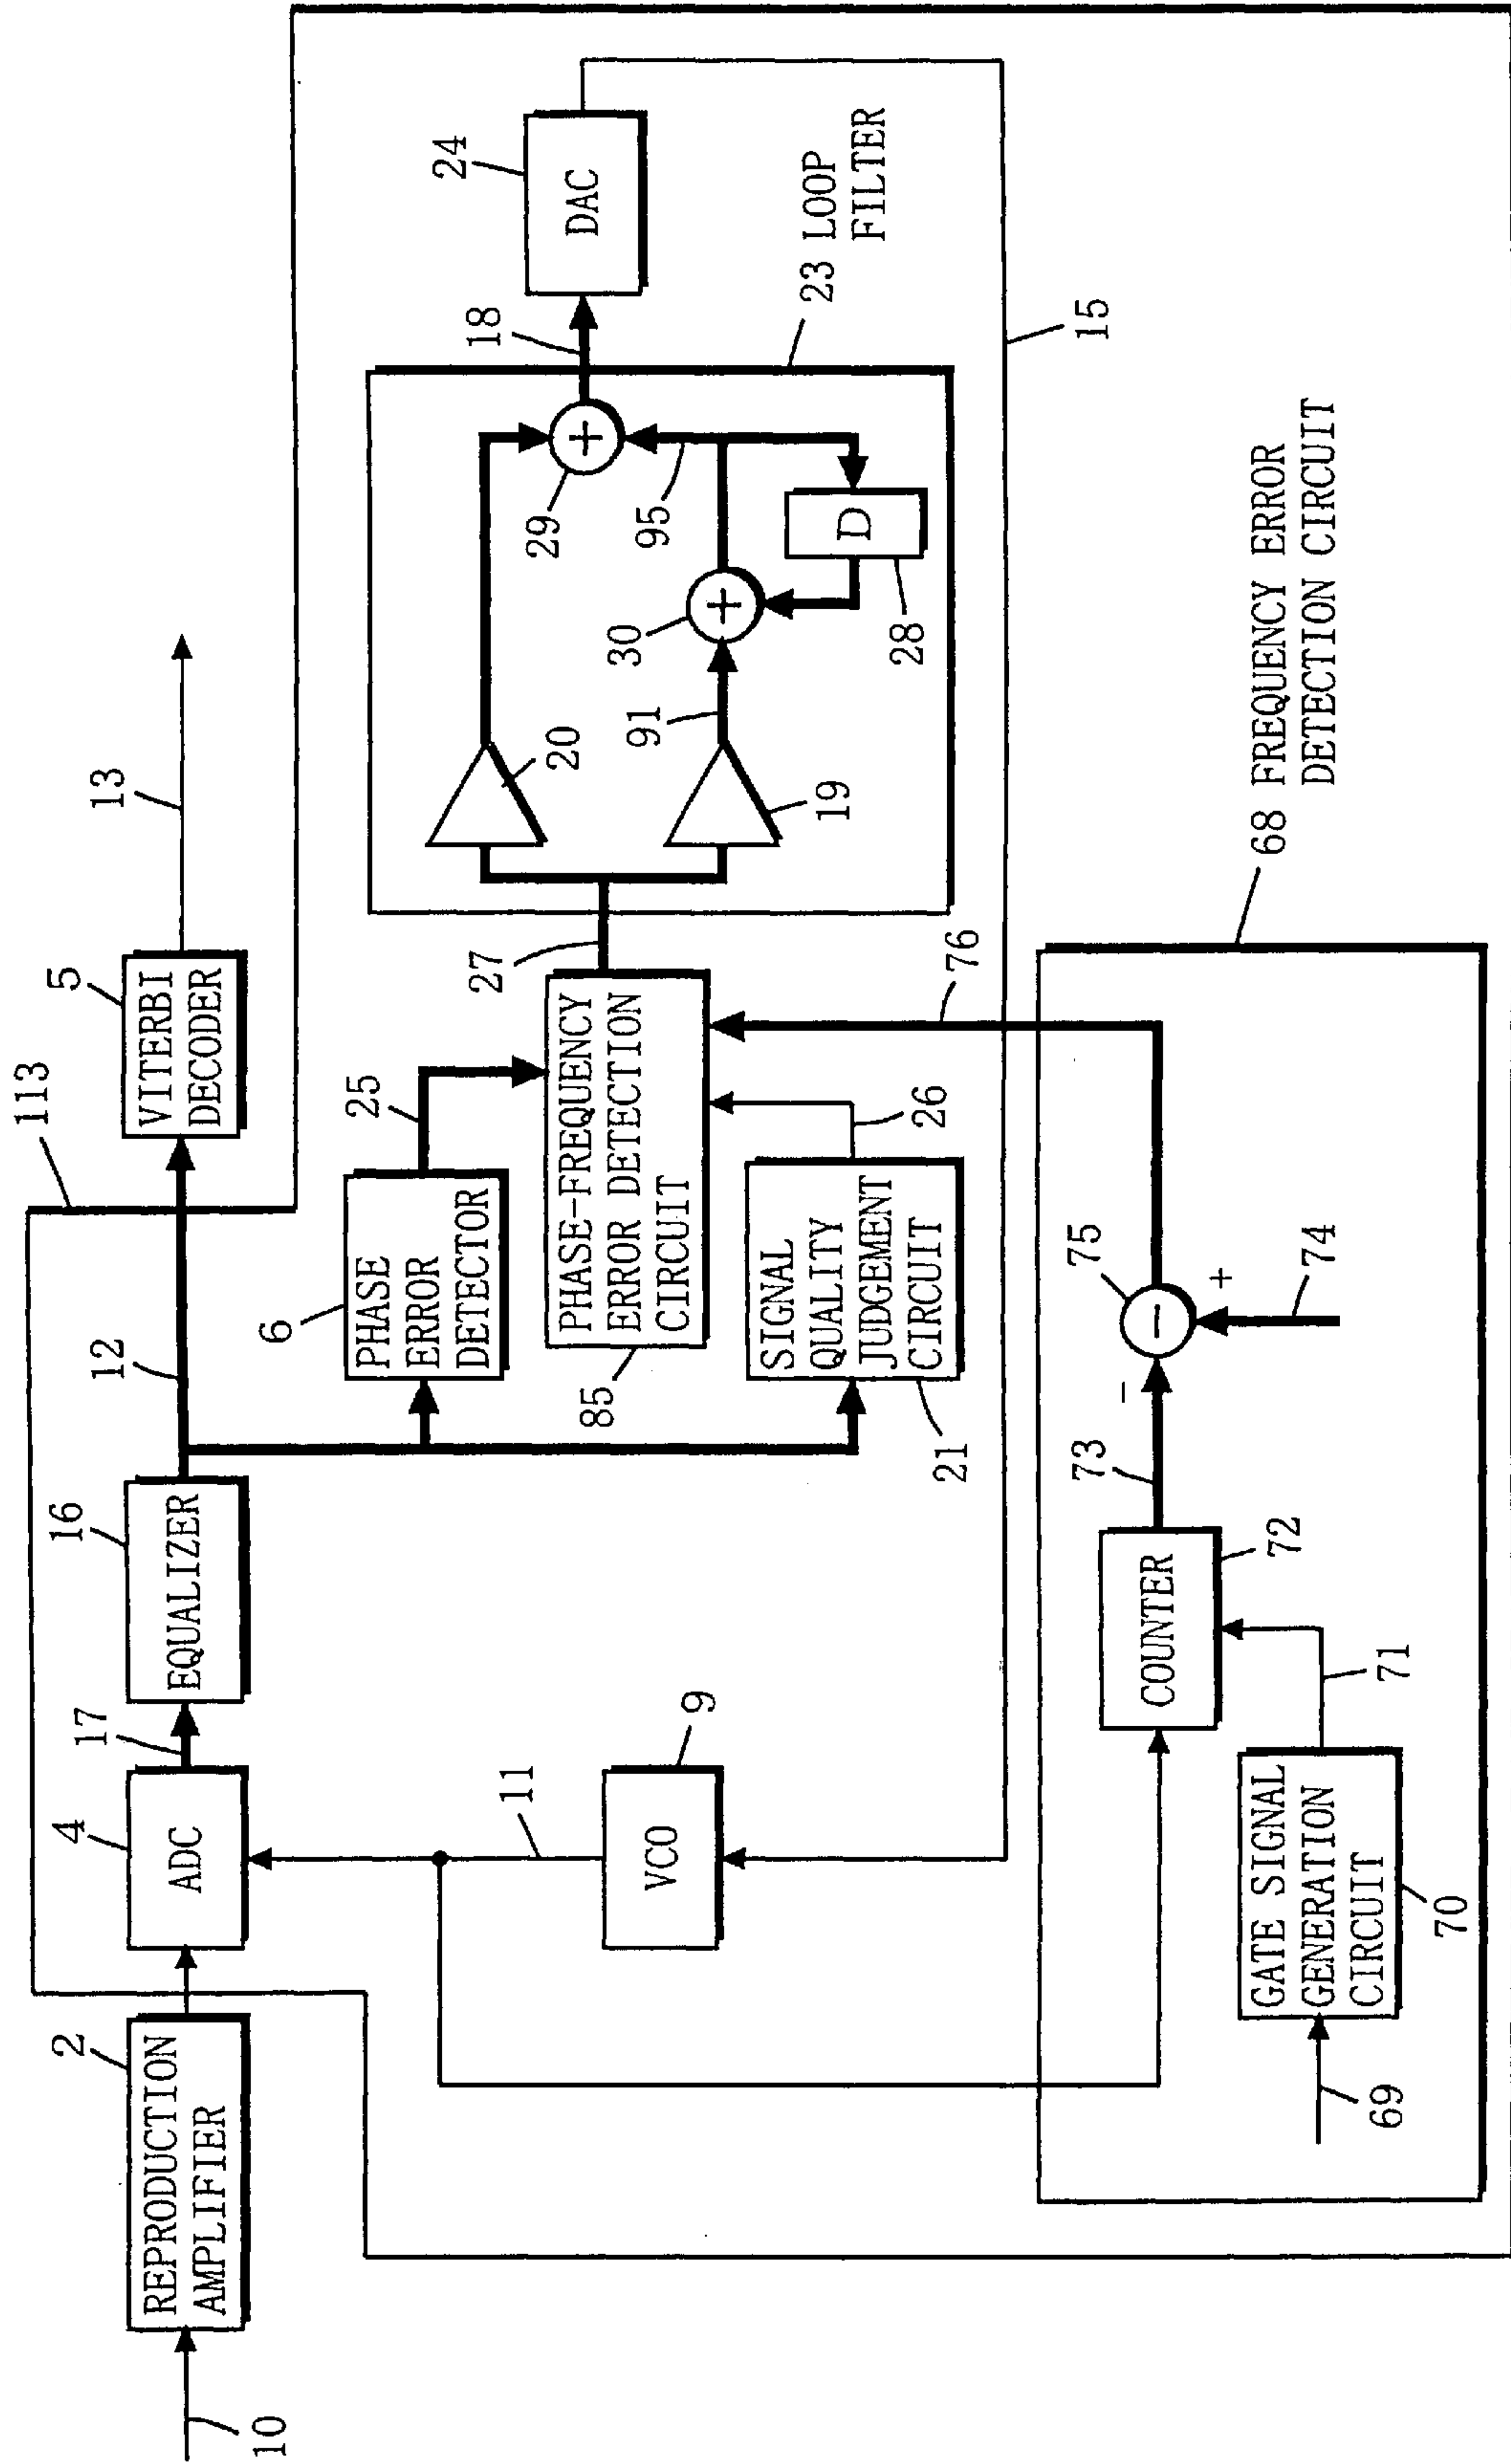 10
2
REPRODUCTION
AMPLIFIER
4
ADC
17
16
EQUALIZER
12
113
5
VITERBI
DECODER
13
11
9
VCO
6
PHASE
ERROR
DETECTOR
25
85
PHASE-FREQUENCY
ERROR DETECTION
CIRCUIT
27
21
SIGNAL
QUALITY
JUDGEMENT
CIRCUIT
26
76
20
19
91
30
29
95
D
28
+
+
18
24
DAC
23 LOOP
FILTER
15
68 FREQUENCY ERROR
DETECTION CIRCUIT
69
GATE SIGNAL
GENERATION
CIRCUIT
70
71
COUNTER
72
73
-
75
-
+
74